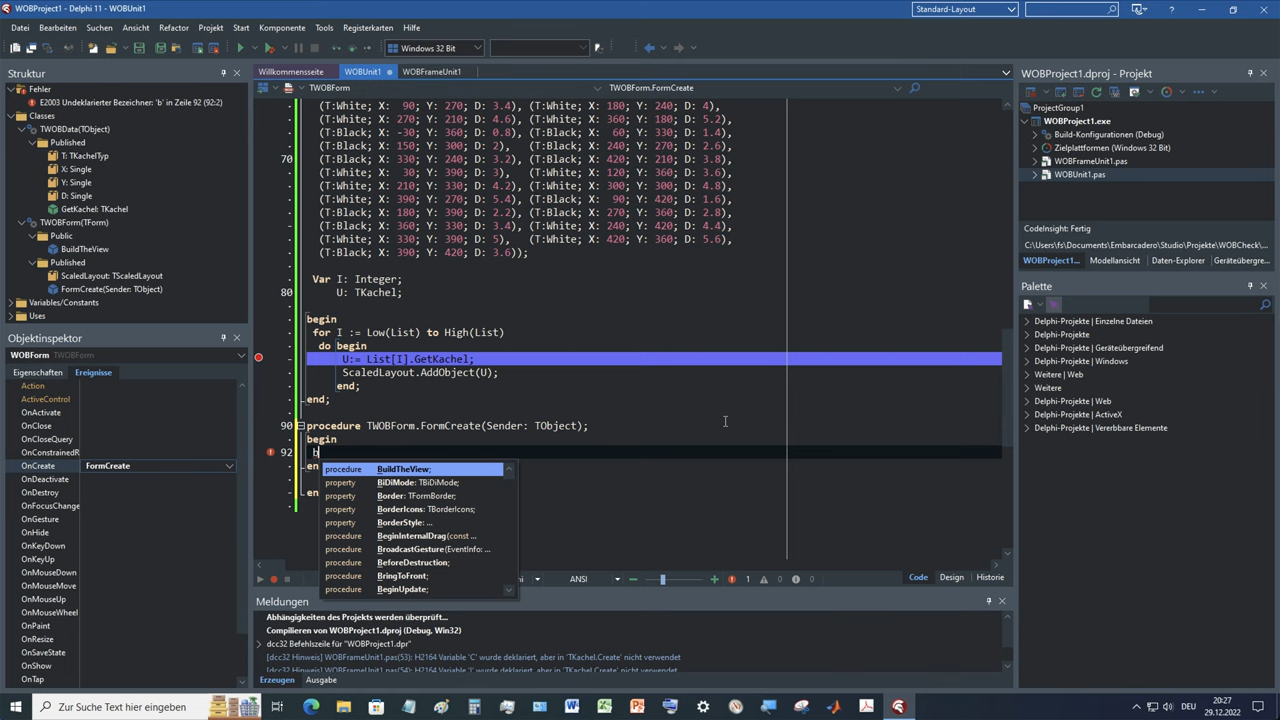 WOBProject1 - Delphi 11 - WOBUnit1
Standard-Layout
Datei Bearbeiten Suchen Ansicht Refactor Projekt Start Komponente Tools Registerkarten Hilfe
Windows 32 Bit
Struktur
Fehler
E2003 Undeklarierter Bezeichner: 'b' in Zeile 92 (92:2)
Classes
TWOBData(TObject)
Published
T: TKachelTyp
X: Single
Y: Single
D: Single
GetKachel: TKachel
TWOBForm(TForm)
Public
BuildTheView
Published
ScaledLayout: TScaledLayout
FormCreate(Sender: TObject)
Variables/Constants
Uses
Objektinspektor
WOBForm TWOBForm
Eigenschaften Ereignisse
Action
ActiveControl
OnActivate
OnClose
OnCloseQuery
OnConstrainedR
OnCreate FormCreate
OnDeactivate
OnDestroy
OnFocusChange
OnGesture
OnHide
OnKeyDown
OnKeyUp
OnMouseDown
OnMouseMove
OnMouseUp
OnMouseWheel
OnPaint
OnResize
OnSaveState
OnShow
OnTap
Willkommensseite WOBUnit1 WOBFrameUnit1
TWOBForm TWOBForm.FormCreate
(T:White; X: 90; Y: 270; D: 3.4), (T:White; X: 180; Y: 240; D: 4),
(T:White; X: 270; Y: 210; D: 4.6), (T:White; X: 360; Y: 180; D: 5.2),
(T:Black; X: -30; Y: 360; D: 0.8), (T:Black; X: 60; Y: 330; D: 1.4),
(T:Black; X: 150; Y: 300; D: 2), (T:Black; X: 240; Y: 270; D: 2.6),
70 (T:Black; X: 330; Y: 240; D: 3.2), (T:Black; X: 420; Y: 210; D: 3.8),
(T:White; X: 30; Y: 390; D: 3), (T:White; X: 120; Y: 360; D: 3.6),
(T:White; X: 210; Y: 330; D: 4.2), (T:White; X: 300; Y: 300; D: 4.8),
(T:White; X: 390; Y: 270; D: 5.4), (T:Black; X: 90; Y: 420; D: 1.6),
(T:Black; X: 180; Y: 390; D: 2.2), (T:Black; X: 270; Y: 360; D: 2.8),
(T:Black; X: 360; Y: 330; D: 3.4), (T:White; X: 240; Y: 420; D: 4.4),
(T:White; X: 330; Y: 390; D: 5), (T:White; X: 420; Y: 360; D: 5.6),
(T:Black; X: 390; Y: 420; D: 3.6));
Var I: Integer;
80 U: TKachel;
begin
for I := Low(List) to High(List)
do begin
U:= List[I].GetKachel;
ScaledLayout.AddObject(U);
end;
end;
90 procedure TWOBForm.FormCreate(Sender: TObject);
begin
92 b
en
procedure BuildTheView;
property BiDiMode: TBiDiMode;
property Border: TFormBorder;
en
property BorderIcons: TBorderIcons;
property BorderStyle: ...
procedure BeginInternalDrag(const ...
procedure BroadcastGesture(EventInfo: ...
procedure BeforeDestruction;
procedure BringToFront;
procedure BeginUpdate;
ANSI 1 0 0 Code Design Historie
Meldungen
Abhängigkeiten des Projekts werden überprüft...
Compilieren von WOBProject1.dproj (Debug, Win32)
dcc32 Befehlszeile für "WOBProject1.dpr"
[dcc32 Hinweis] WOBFrameUnit1.pas(53): H2164 Variable 'C' wurde deklariert, aber in 'TKachel.Create' nicht verwendet
Erzeugen Ausgabe
WOBProject1.dproj - Projekt
ProjectGroup1
WOBProject1.exe
Build-Konfigurationen (Debug)
Zielplattformen (Windows 32 Bit)
WOBFrameUnit1.pas
WOBUnit1.pas
CodeInsight: Fertig
C:\Users\fs\Documents\Embarcadero\Studio\Projekte\WOBCheck\
WOBProject1... Modellansicht Daten-Explorer Geräteübergrei...
Palette
Delphi-Projekte | Einzelne Dateien
Delphi-Projekte | Geräteübergreifend
Delphi-Projekte | Windows
Weitere | Web
Weitere
Delphi-Projekte | Web
Delphi-Projekte | ActiveX
Delphi-Projekte | Vererbbare Elemente
Zur Suche Text hier eingeben
DEU
20:27
29.12.2022